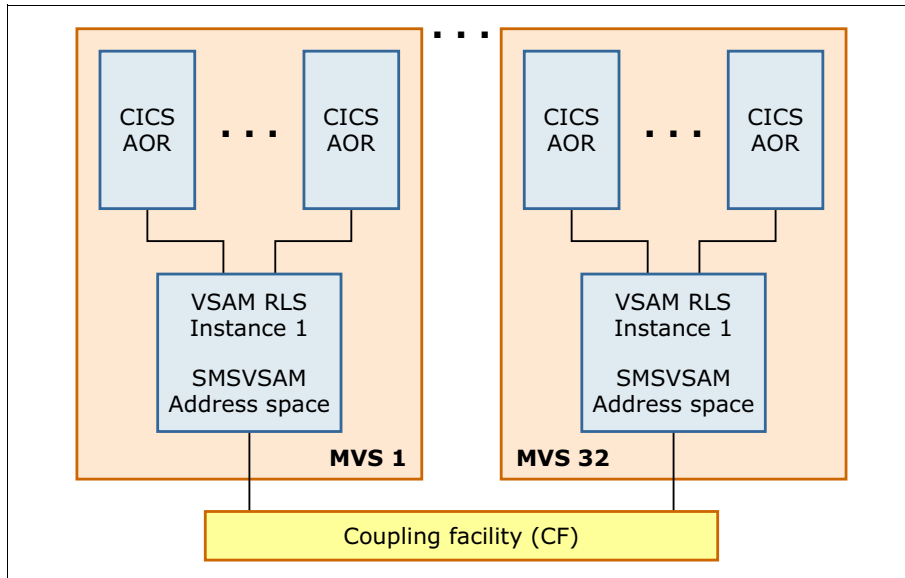 . . .
CICS
AOR
. . .
CICS
AOR
CICS
AOR
. . .
CICS
AOR
VSAM RLS
Instance 1
SMSVSAM
Address space
VSAM RLS
Instance 1
SMSVSAM
Address space
MVS 1
MVS 32
Coupling facility (CF)